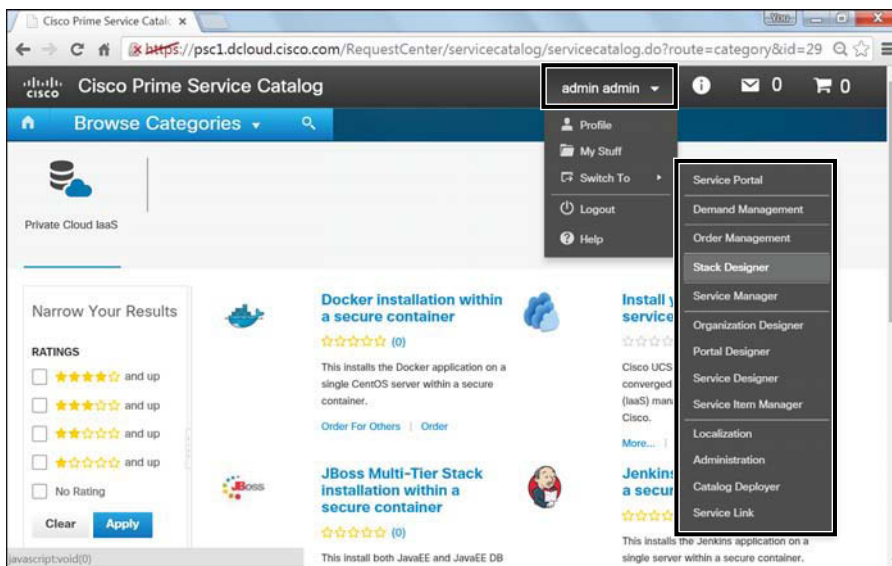 Cisco Prime Service Catalo ×
https://psc1.dcloud.cisco.com/RequestCenter/servicecatalog/servicecatalog.do?route=category&id=29
cisco Cisco Prime Service Catalog
admin admin
0
0
Browse Categories
Profile
My Stuff
Switch To
Logout
Help
Service Portal
Demand Management
Order Management
Stack Designer
Service Manager
Organization Designer
Portal Designer
Service Designer
Service Item Manager
Localization
Administration
Catalog Deployer
Service Link
Private Cloud IaaS
Narrow Your Results
RATINGS
and up
and up
and up
and up
No Rating
Clear Apply
Docker installation within
a secure container
(0)
This installs the Docker application on a
single CentOS server within a secure
container.
Order For Others | Order
JBoss
JBoss Multi-Tier Stack
installation within a
secure container
(0)
This install both JavaEE and JavaEE DB
Install
service
Cisco UCS
converged
(IaaS) man
Cisco.
More... |
Jenkins
a secur
This installs the Jenkins application on a
single server within a secure container.
javascript:void(0)